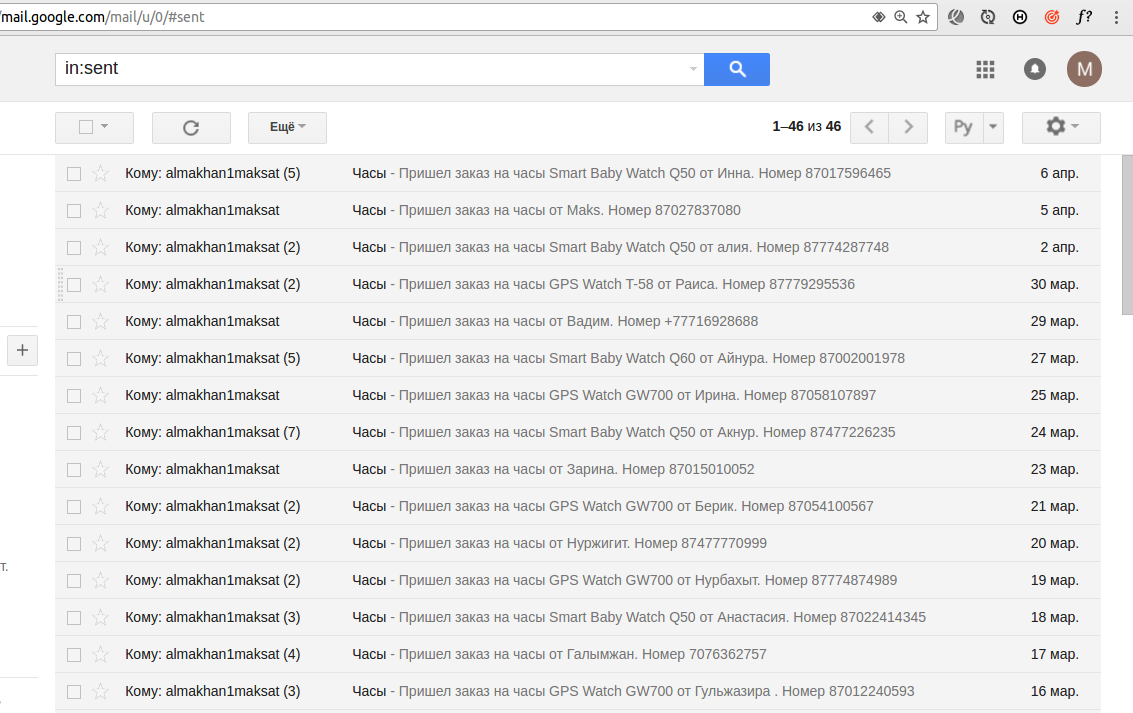 /mail.google.com/mail/u/0/#sent
f?
in:sent
M
Ещё
1–46 из 46
Ру
Кому: almakhan1maksat (5) Часы - Пришел заказ на часы Smart Baby Watch Q50 от Инна. Номер 87017596465 6 апр.
Кому: almakhan1maksat Часы - Пришел заказ на часы от Maks. Номер 87027837080 5 апр.
Кому: almakhan1maksat (2) Часы - Пришел заказ на часы Smart Baby Watch Q50 от алия. Номер 87774287748 2 апр.
Кому: almakhan1maksat (2) Часы - Пришел заказ на часы GPS Watch T-58 от Раиса. Номер 87779295536 30 мар.
Кому: almakhan1maksat Часы - Пришел заказ на часы от Вадим. Номер +77716928688 29 мар.
+
Кому: almakhan1maksat (5) Часы - Пришел заказ на часы Smart Baby Watch Q60 от Айнура. Номер 87002001978 27 мар.
Кому: almakhan1maksat Часы - Пришел заказ на часы GPS Watch GW700 от Ирина. Номер 87058107897 25 мар.
Кому: almakhan1maksat (7) Часы - Пришел заказ на часы Smart Baby Watch Q50 от Акнур. Номер 87477226235 24 мар.
Кому: almakhan1maksat Часы - Пришел заказ на часы от Зарина. Номер 87015010052 23 мар.
Кому: almakhan1maksat (2) Часы - Пришел заказ на часы GPS Watch GW700 от Берик. Номер 87054100567 21 мар.
Кому: almakhan1maksat (2) Часы - Пришел заказ на часы от Нуржигит. Номер 87477770999 20 мар.
т.
Кому: almakhan1maksat (2) Часы - Пришел заказ на часы GPS Watch GW700 от Нурбахыт. Номер 87774874989 19 мар.
Кому: almakhan1maksat (3) Часы - Пришел заказ на часы Smart Baby Watch Q50 от Анастасия. Номер 87022414345 18 мар.
Кому: almakhan1maksat (4) Часы - Пришел заказ на часы от Галымжан. Номер 7076362757 17 мар.
Кому: almakhan1maksat (3) Часы - Пришел заказ на часы GPS Watch GW700 от Гульжазира . Номер 87012240593 16 мар.